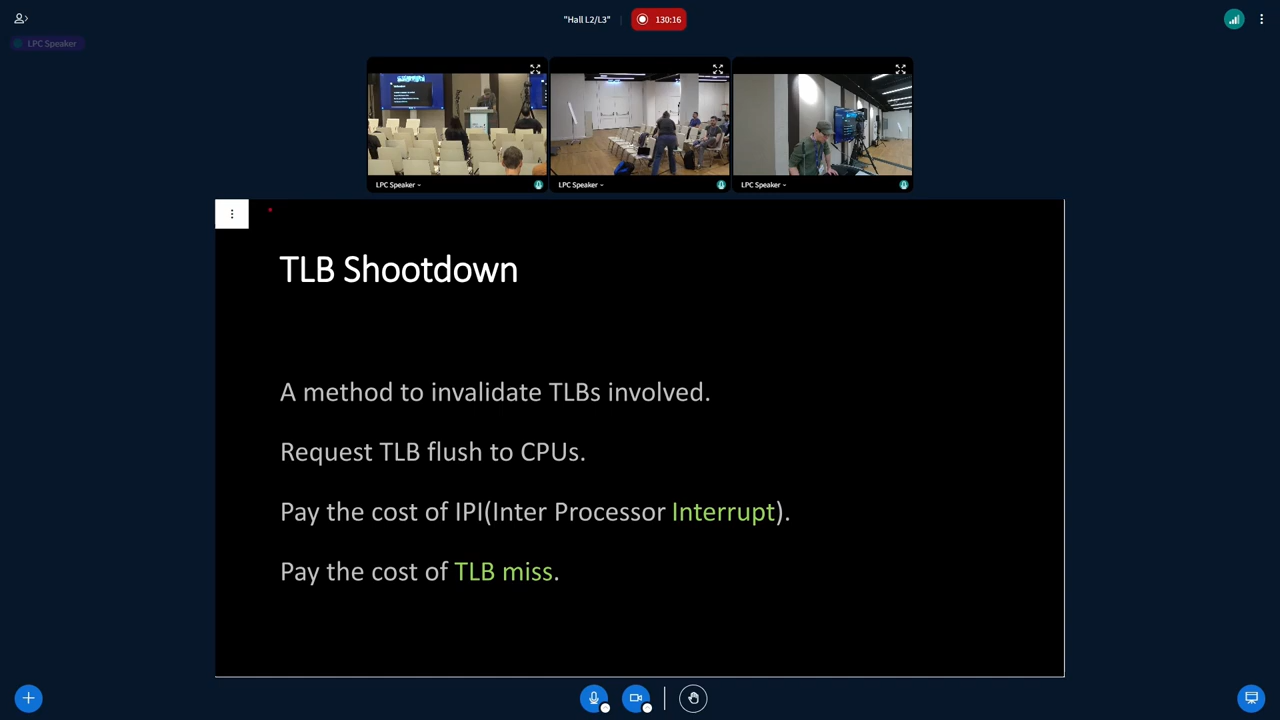 "Hall L2/L3"
130:16
LPC Speaker
LPC Speaker
LPC Speaker
LPC Speaker
TLB Shootdown
A method to invalidate TLBs involved.
Request TLB flush to CPUs.
Pay the cost of IPI(Inter Processor Interrupt).
Pay the cost of TLB miss.